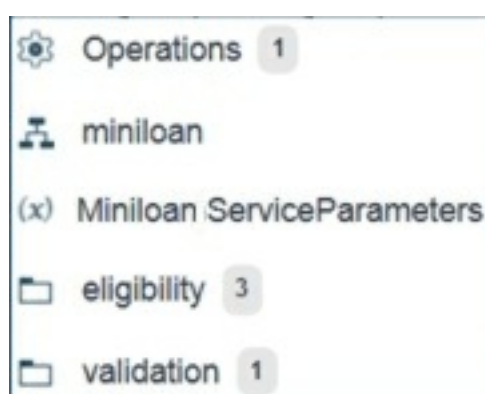 Operations 1
miniloan
(x) Miniloan ServiceParameters
eligibility 3
validation 1